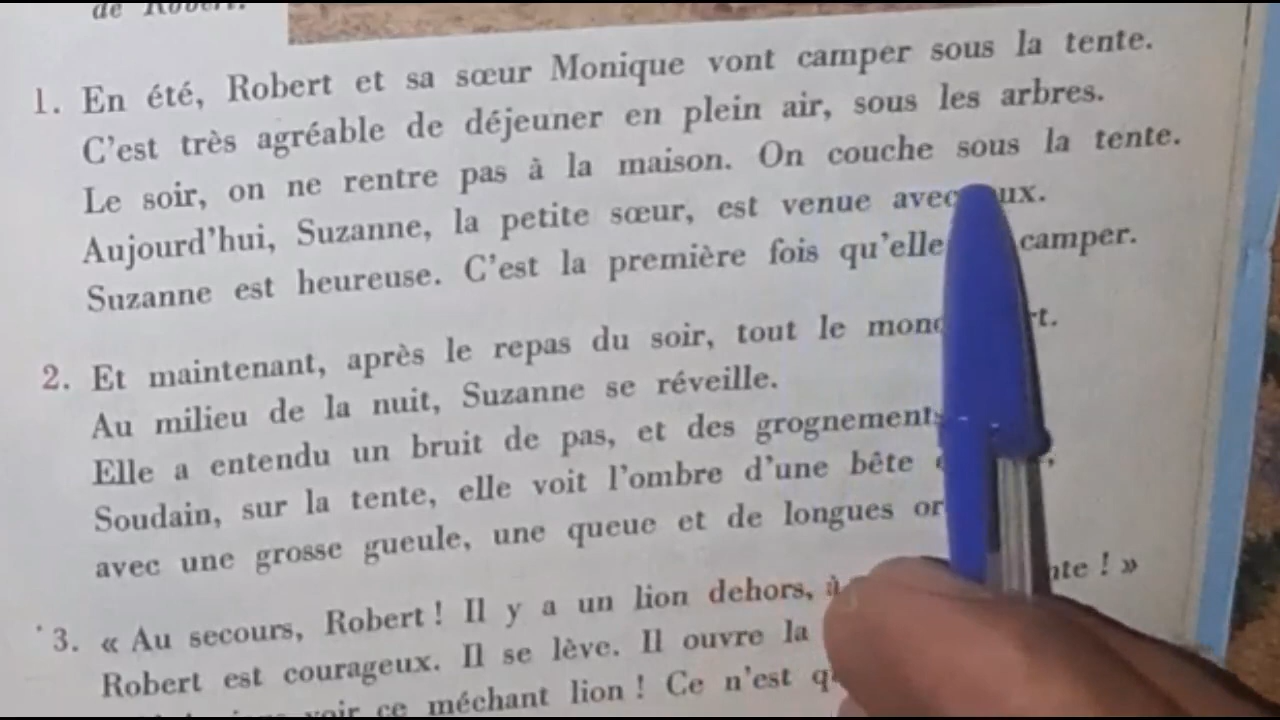 de Robert.
1. En été, Robert et sa sœur Monique vont camper sous la tente.
C'est très agréable de déjeuner en plein air, sous les arbres.
Le soir, on ne rentre pas à la maison. On couche sous la tente.
Aujourd'hui, Suzanne, la petite sœur, est venue avec eux.
Suzanne est heureuse. C'est la première fois qu'elle camper.
2. Et maintenant, après le repas du soir, tout le
Au milieu de la nuit, Suzanne se réveille.
Elle a entendu un bruit de pas, et des grognements
Soudain, sur la tente, elle voit l'ombre d'une bête
avec une grosse gueule, une queue et de longues
3. « Au secours, Robert ! Il y a un lion dehors, à
Robert est courageux. Il se lève. Il ouvre la
voir ce méchant lion ! Ce n'est